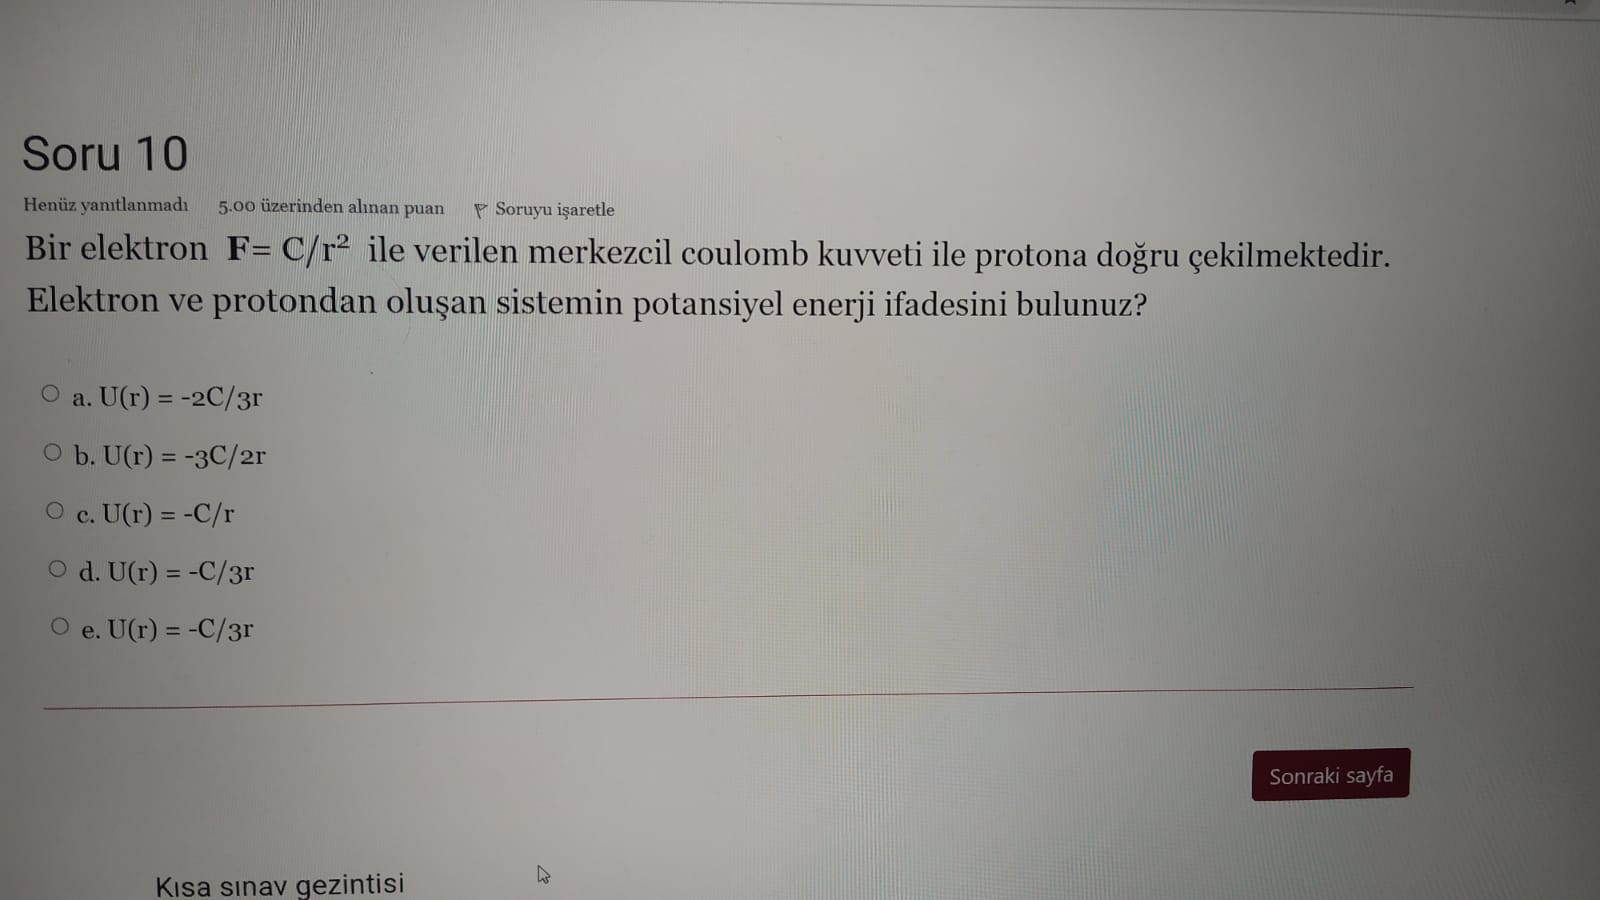 Soru 10
Henüz yanıtlanmadı 5.00 üzerinden alınan puan Soruyu işaretle
Bir elektron F= C/r² ile verilen merkezcil coulomb kuvveti ile protona doğru çekilmektedir.
Elektron ve protondan oluşan sistemin potansiyel enerji ifadesini bulunuz?
a. U(r) = -2C/3r
b. U(r) = -3C/2r
c. U(r) = -C/r
d. U(r) = -C/3r
e. U(r) = -C/3r
Sonraki sayfa
Kısa sınav gezintisi